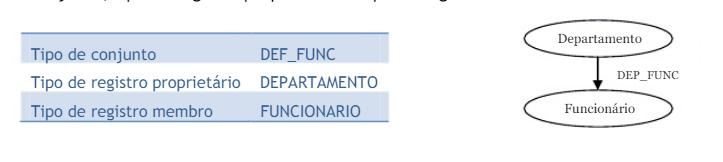 Tipo de conjunto DEF_FUNC
Tipo de registro proprietário DEPARTAMENTO
Tipo de registro membro FUNCIONARIO
Departamento
DEP_FUNC
Funcionário